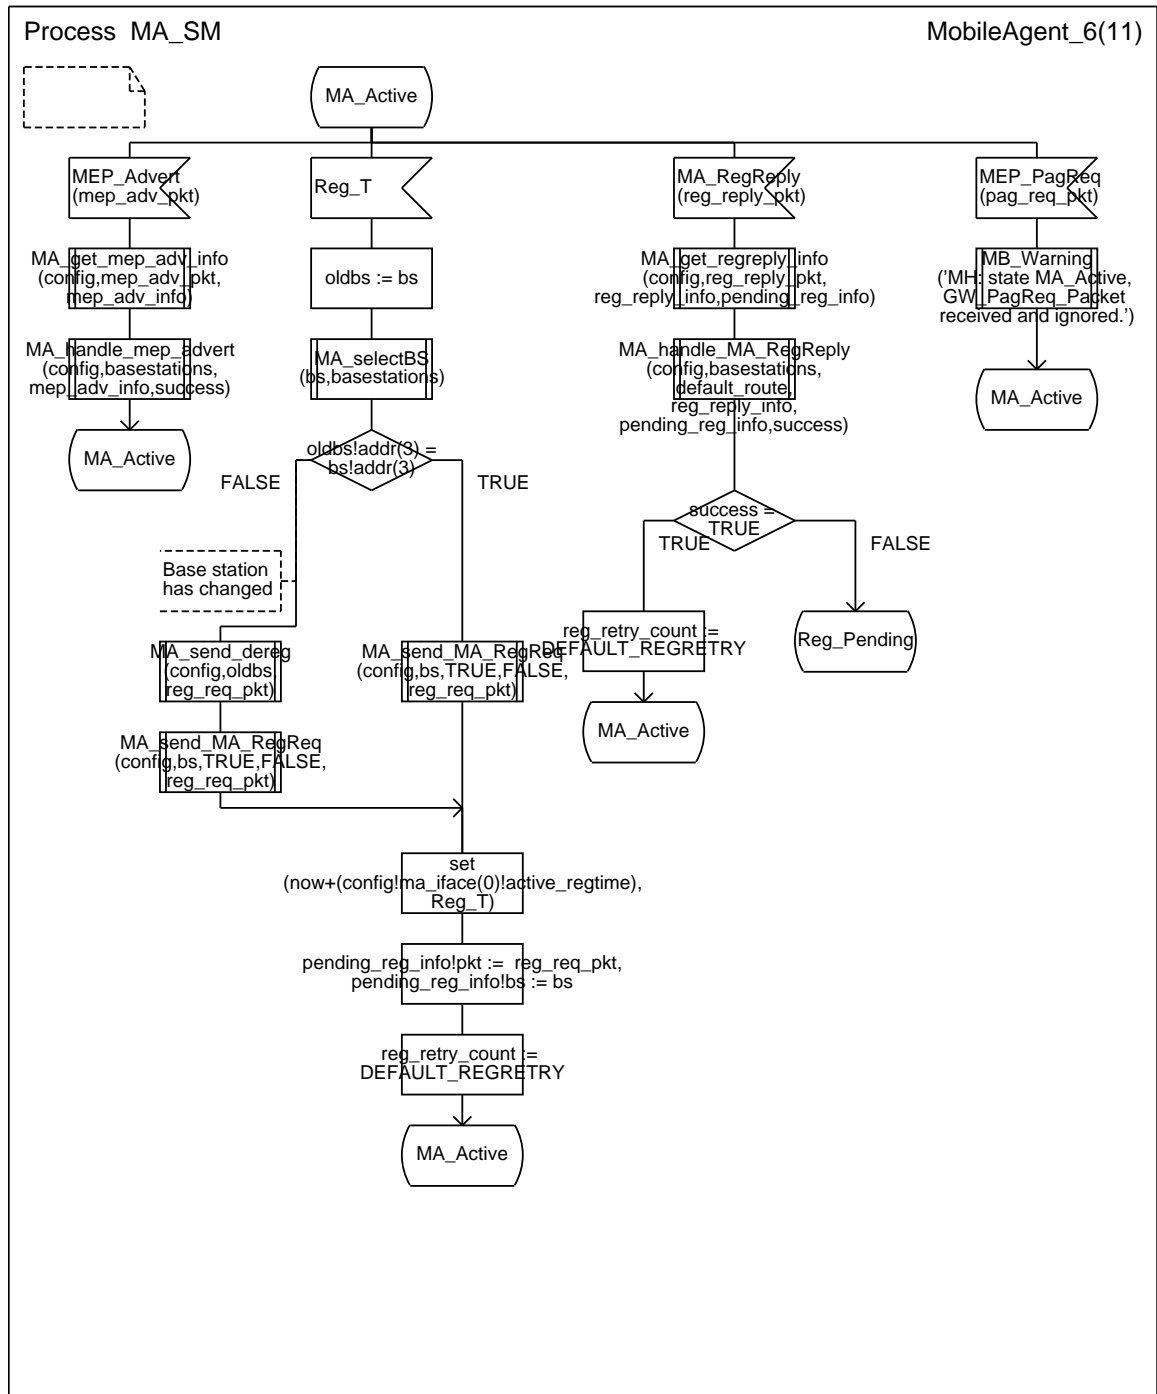 Process MA_SM
MobileAgent_6(11)
MA_Active
MEP_Advert
(mep_adv_pkt)
MA_get_mep_adv_info
(config,mep_adv_pkt,
mep_adv_info)
MA_handle_mep_advert
(config,basestations,
mep_adv_info,success)
MA_Active
Reg_T
oldbs := bs
MA_selectBS
(bs,basestations)
oldbs!addr(3) =
bs!addr(3)
FALSE
TRUE
Base station
has changed
MA_send_dereg
(config,oldbs,
reg_req_pkt)
MA_send_MA_RegReq
(config,bs,TRUE,FALSE,
reg_req_pkt)
MA_send_MA_RegReq
(config,bs,TRUE,FALSE,
reg_req_pkt)
set
(now+(config!ma_iface(0)!active_regtime),
Reg_T)
pending_reg_info!pkt := reg_req_pkt,
pending_reg_info!bs := bs
reg_retry_count :=
DEFAULT_REGRETRY
MA_Active
MA_RegReply
(reg_reply_pkt)
MA_get_regreply_info
(config,reg_reply_pkt,
reg_reply_info,pending_reg_info)
MA_handle_MA_RegReply
(config,basestations,
default_route,
reg_reply_info,
pending_reg_info,success)
success =
TRUE
TRUE
FALSE
reg_retry_count :=
DEFAULT_REGRETRY
MA_Active
Reg_Pending
MEP_PagReq
(pag_req_pkt)
MB_Warning
('MH: state MA_Active,
GW_PagReq_Packet
received and ignored.')
MA_Active